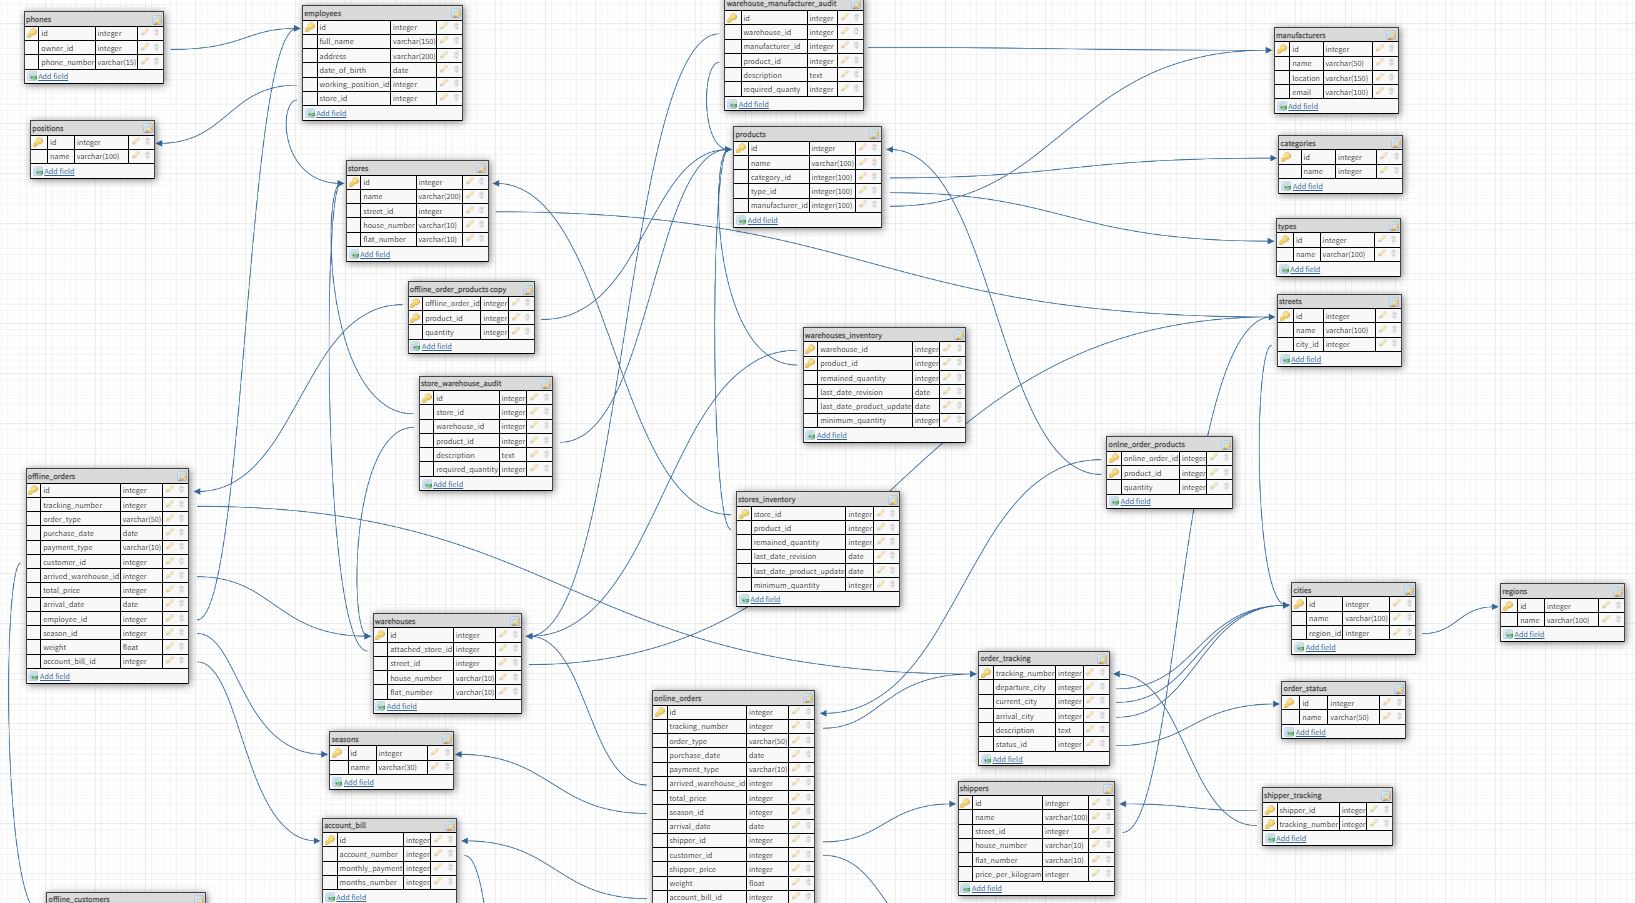 phones
id integer
owner_id integer
phone_number varchar(15)
Add field
employees
id integer
full_name varchar(150)
address varchar(200)
date_of_birth date
working_position_id integer
store_id integer
Add field
warehouse_manufacturer_audit
id integer
warehouse_id integer
manufacturer_id integer
product_id integer
description text
required_quanty integer
Add field
manufacturers
id integer
name varchar(50)
location varchar(150)
email varchar(100)
Add field
positions
id integer
name varchar(100)
Add field
products
id integer
name varchar(100)
category_id integer(100)
type_id integer(100)
manufacturer_id integer(100)
Add field
categories
id integer
name integer
Add field
stores
id integer
name varchar(200)
street_id integer
house_number varchar(10)
flat_number varchar(10)
Add field
types
id integer
name varchar(100)
Add field
offline_order_products copy
offline_order_id integer
product_id integer
quantity integer
Add field
streets
id integer
name varchar(100)
city_id integer
Add field
warehouses_inventory
warehouse_id integer
product_id integer
remained_quantity integer
last_date_revision date
last_date_product_update date
minimum_quantity integer
Add field
store_warehouse_audit
id integer
store_id integer
warehouse_id integer
product_id integer
description text
required_quantity integer
Add field
onlne_order_products
online_order_id integer
product_id integer
quantity integer
Add field
offline_orders
id integer
tracking_number integer
order_type varchar(50)
purchase_date date
payment_type varchar(10)
customer_id integer
arrived_warehouse_id integer
total_price integer
arrival_date date
employee_id integer
season_id integer
weight float
account_bill_id integer
Add field
stores_inventory
store_id integer
product_id integer
remained_quantity integer
last_date_revision date
last_date_product_update date
minimum_quantity integer
Add field
cities
id integer
name varchar(100)
region_id integer
Add field
regions
id integer
name varchar(100)
Add field
warehouses
id integer
attached_store_id integer
street_id integer
house_number varchar(10)
flat_number varchar(10)
Add field
order_tracking
tracking_number integer
departure_city integer
current_city integer
arrival_city integer
description text
status_id integer
Add field
order_status
id integer
name varchar(50)
Add field
online_orders
id integer
tracking_number integer
order_type varchar(50)
purchase_date date
payment_type varchar(10)
arrived_warehouse_id integer
total_price integer
season_id integer
arrival_date date
shipper_id integer
customer_id integer
shipper_price integer
weight float
account_bill_id integer
seasons
id integer
name varchar(30)
Add field
shippers
id integer
name varchar(100)
street_id integer
house_number varchar(10)
flat_number varchar(10)
price_per_kilogram integer
Add field
shipper_tracking
shipper_id integer
tracking_number integer
Add field
account_bill
id integer
account_number integer
monthly_payment integer
months_number integer
Add field
offline_customers